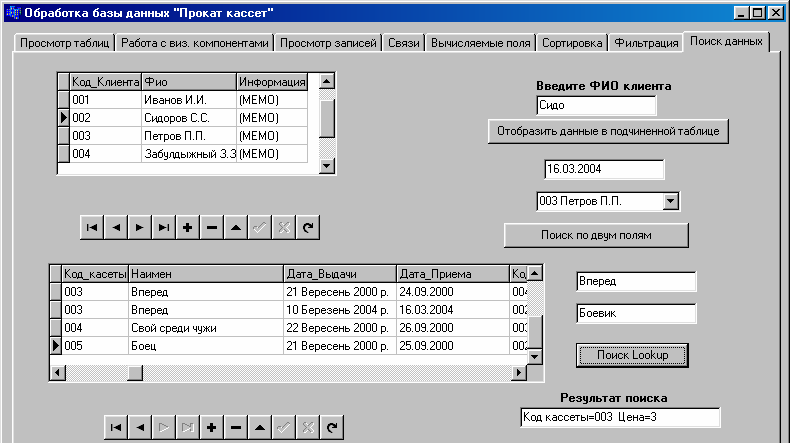 Обработка базы данных "Прокат кассет"
Просмотр таблиц Работа с виз. компонентами Просмотр записей Связи Вычисляемые поля Сортировка Фильтрация Поиск данных
Код_Клиента Фио Информация
001 Иванов И.И. (MEMO)
002 Сидоров С.С. (MEMO)
003 Петров П.П. (MEMO)
004 Забулдыжный З.З (MEMO)
Введите ФИО клиента
Сидо
Отобразить данные в подчиненной таблице
16.03.2004
003 Петров П.П.
Поиск по двум полям
Код_касеты Наимен Дата_Выдачи Дата_Приема Ко
003 Вперед 21 Вересень 2000 р. 24.09.2000 004
003 Вперед 10 Березень 2004 р. 16.03.2004 002
004 Свой среди чужи 22 Вересень 2000 р. 26.09.2000 003
005 Боец 21 Вересень 2000 р. 25.09.2000 002
Вперед
Боевик
Поиск Lookup
Результат поиска
Код кассеты=003 Цена=3